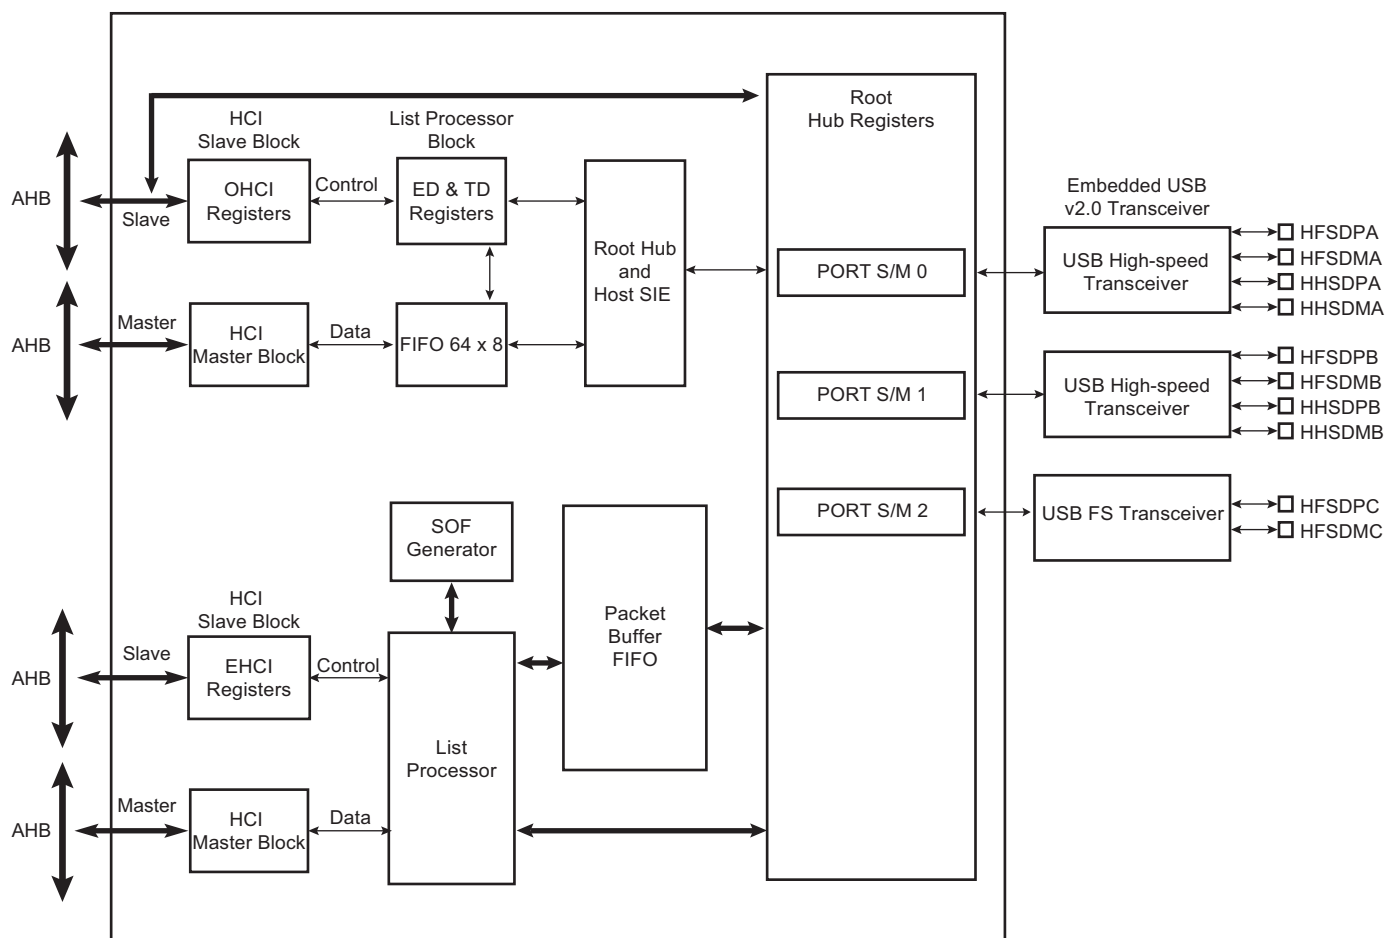 Root
Hub Registers
HCI
Slave Block
List Processor
Block
AHB
Slave
OHCI
Registers
Control
ED & TD
Registers
Root Hub
and
Host SIE
Embedded USB
v2.0 Transceiver
PORT S/M 0
USB High-speed
Transceiver
HFSDPA
HFSDMA
HHSDPA
HHSDMA
AHB
Master
HCI
Master Block
Data
FIFO 64 x 8
PORT S/M 1
USB High-speed
Transceiver
HFSDPB
HFSDMB
HHSDPB
HHSDMB
PORT S/M 2
USB FS Transceiver
HFSDPC
HFSDMC
SOF
Generator
Packet
Buffer
FIFO
HCI
Slave Block
AHB
Slave
EHCI
Registers
Control
List
Processor
AHB
Master
HCI
Master Block
Data